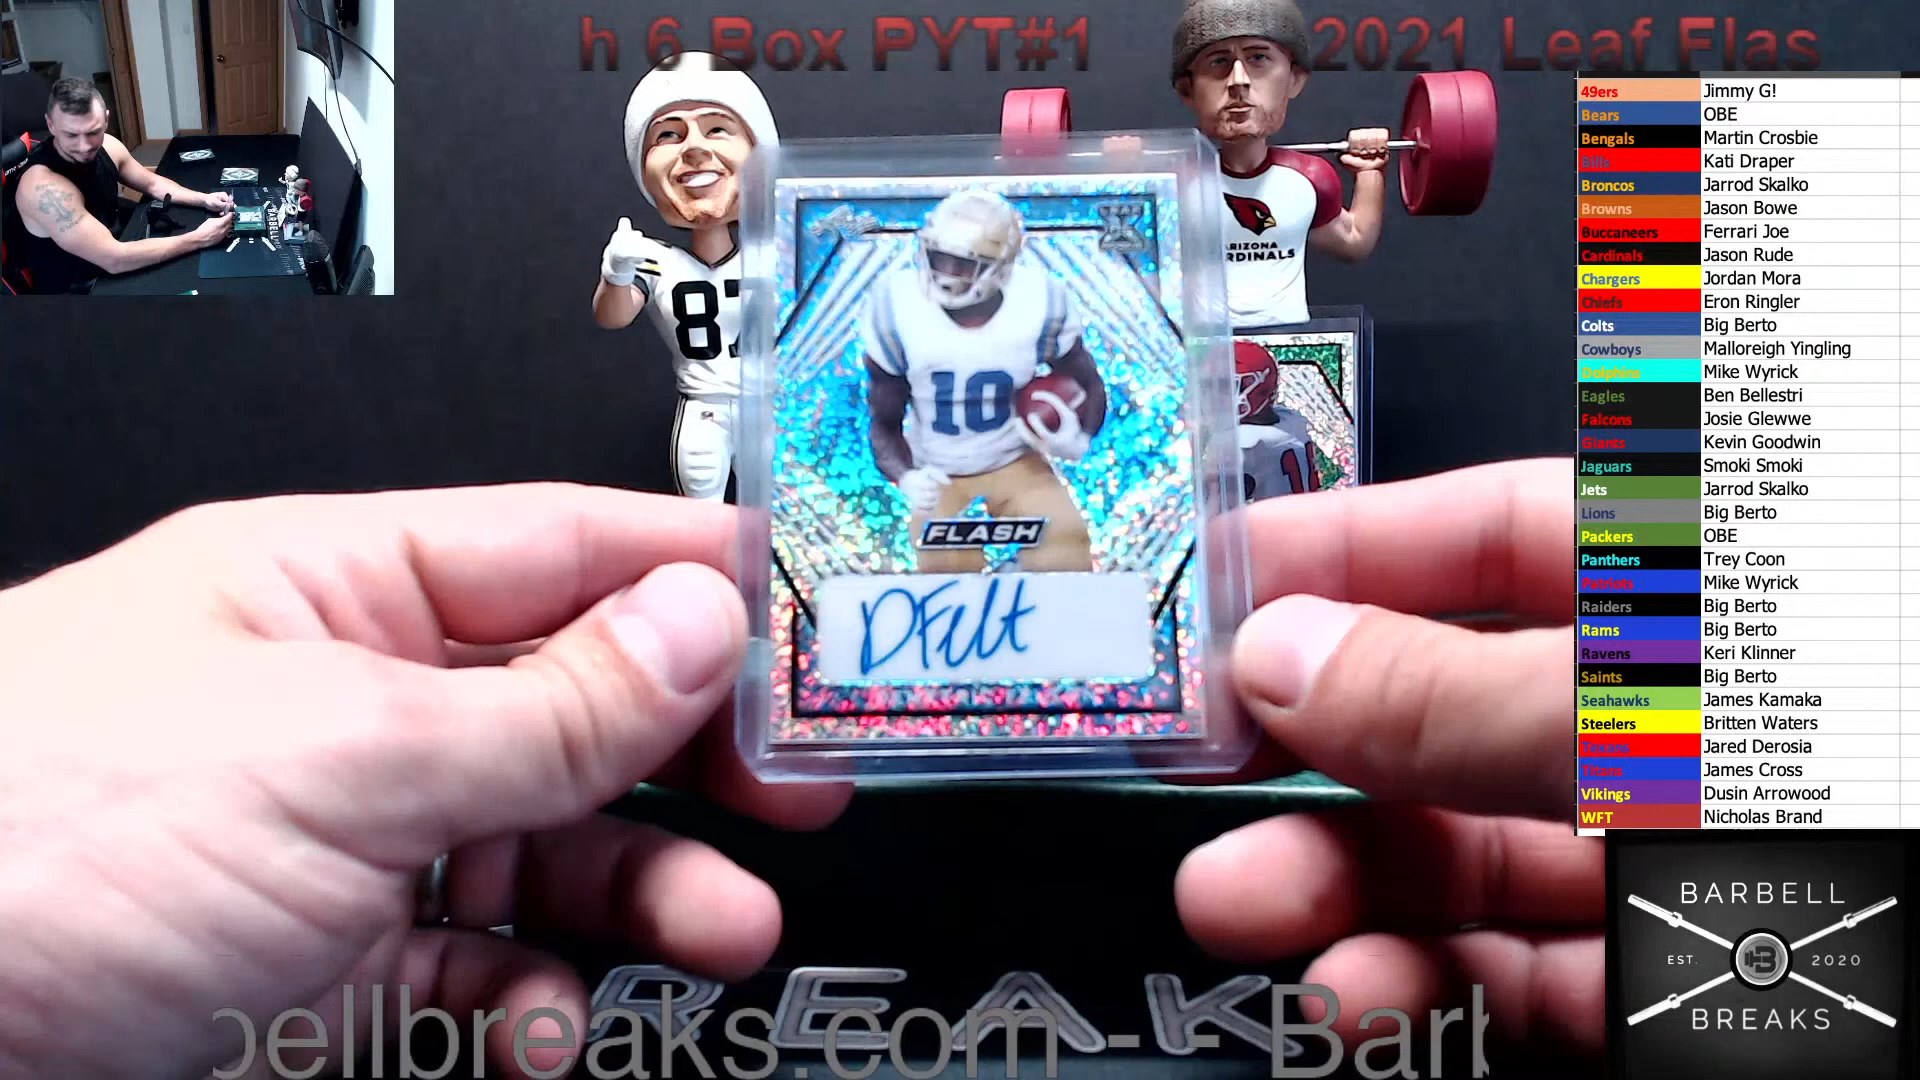 h 6 Box PYT#1 2021 Leaf Flas
49ers Jimmy G!
Bears OBE
Bengals Martin Crosbie
Bills Kati Draper
Broncos Jarrod Skalko
Browns Jason Bowe
Buccaneers Ferrari Joe
Cardinals Jason Rude
Chargers Jordan Mora
Chiefs Eron Ringler
Colts Big Berto
Cowboys Malloreigh Yingling
Dolphins Mike Wyrick
Eagles Ben Bellestri
Falcons Josie Glewwe
Giants Kevin Goodwin
Jaguars Smoki Smoki
Jets Jarrod Skalko
Lions Big Berto
Packers OBE
Panthers Trey Coon
Patriots Mike Wyrick
Raiders Big Berto
Rams Big Berto
Ravens Keri Klinner
Saints Big Berto
Seahawks James Kamaka
Steelers Britten Waters
Texans Jared Derosia
Titans James Cross
Vikings Dusin Arrowood
WFT Nicholas Brand
87
ARIZONA
RDINALS
10
FLASH
DFelt
BARBELL
EST. 2020
BREAKS
REAK
bellbreaks.com - - Barl